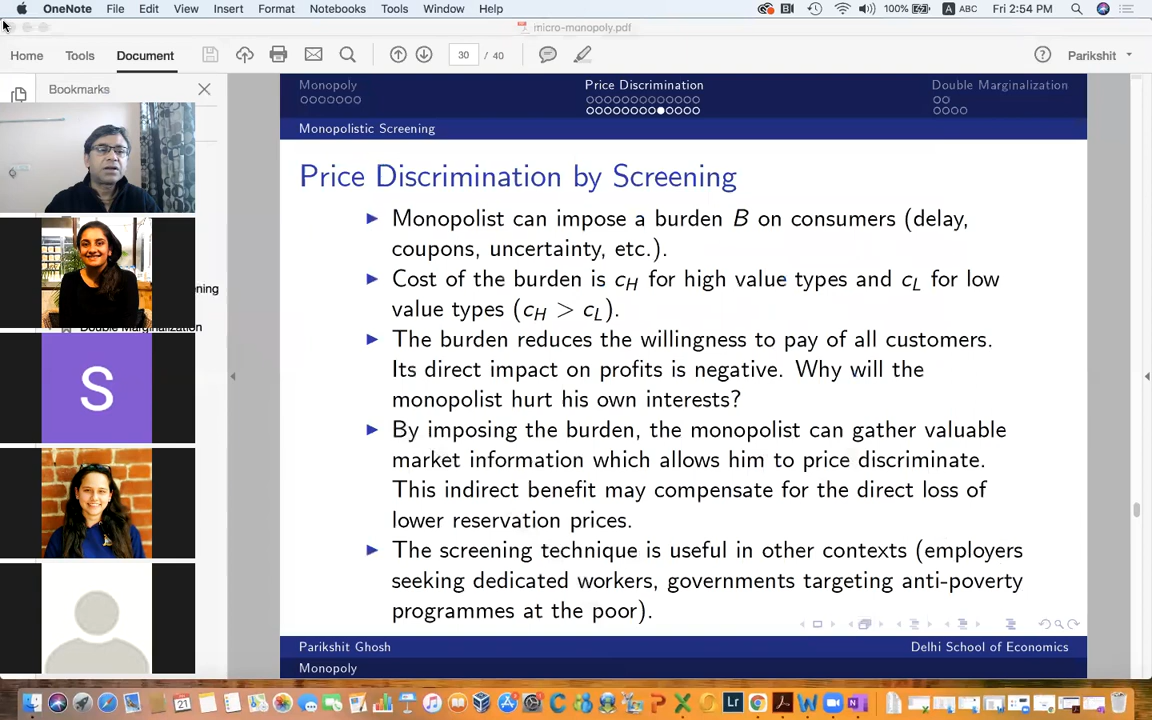 OneNote File Edit View Insert Format Notebooks Tools Window Help 100% A ABC Fri 2:54 PM
micro-monopoly.pdf
Home Tools Document 30 / 40 Parikshit
Bookmarks
ening
Double Marginalization
S
Monopoly Price Discrimination Double Marginalization
Monopolistic Screening
Price Discrimination by Screening
▶ Monopolist can impose a burden B on consumers (delay,
coupons, uncertainty, etc.).
▶ Cost of the burden is c_H for high value types and c_L for low
value types (c_H > c_L).
▶ The burden reduces the willingness to pay of all customers.
Its direct impact on profits is negative. Why will the
monopolist hurt his own interests?
▶ By imposing the burden, the monopolist can gather valuable
market information which allows him to price discriminate.
This indirect benefit may compensate for the direct loss of
lower reservation prices.
▶ The screening technique is useful in other contexts (employers
seeking dedicated workers, governments targeting anti-poverty
programmes at the poor).
Parikshit Ghosh Delhi School of Economics
Monopoly
21
Lr